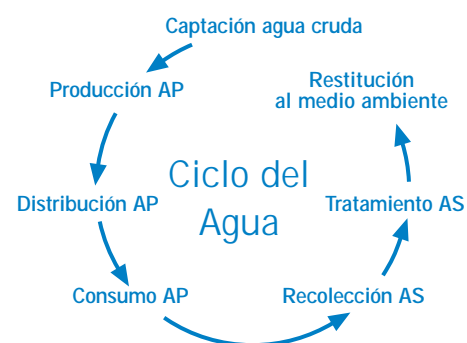 Captación agua cruda
Producción AP
Restitución
al medio ambiente
Ciclo del
Agua
Distribución AP
Tratamiento AS
Consumo AP
Recolección AS